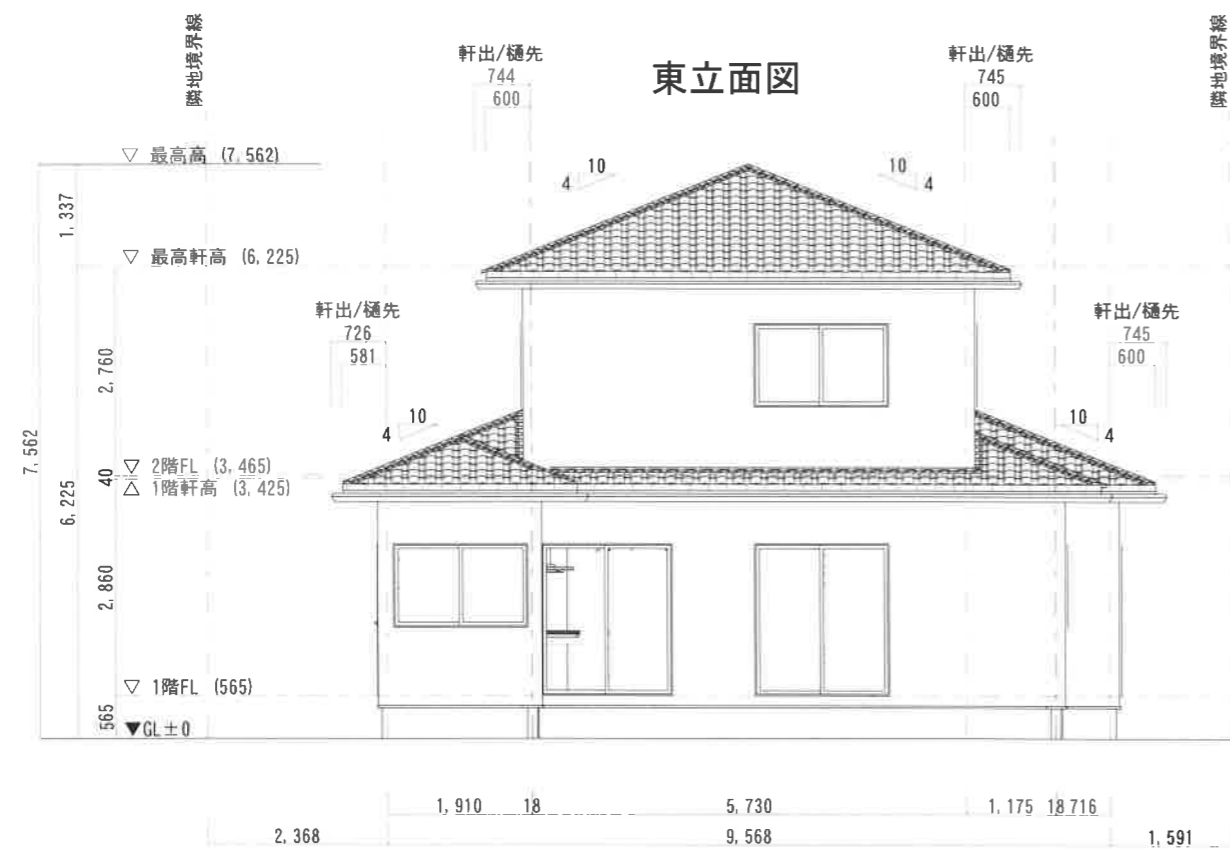 隣地境界線
軒出/樋先
744
600
東立面図
軒出/樋先
745
600
隣地境界線
▽ 最高高 (7,562)
10
4
10
4
1,337
▽ 最高軒高 (6,225)
軒出/樋先
726
581
軒出/樋先
745
600
2,760
10
4
10
4
7,562
6,225
▽ 2階FL (3,465)
40
△ 1階軒高 (3,425)
2,860
▽ 1階FL (565)
565
▼GL±0
1,910 18 5,730 1,175 18 716
2,368 9,568 1,591